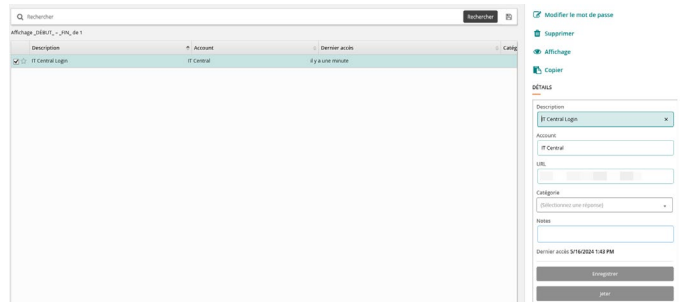 Rechercher
Rechercher
Affichage _DÉBUT_ - _FIN_ de 1
Description
Account
Dernier accès
Catég
IT Central Login
IT Central
il y a une minute
Modifier le mot de passe
Supprimer
Affichage
Copier
DÉTAILS
Description
IT Central Login
Account
IT Central
URL
Catégorie
(Sélectionnez une réponse)
Notes
Dernier accès 5/16/2024 1:43 PM
Enregistrer
Jeter